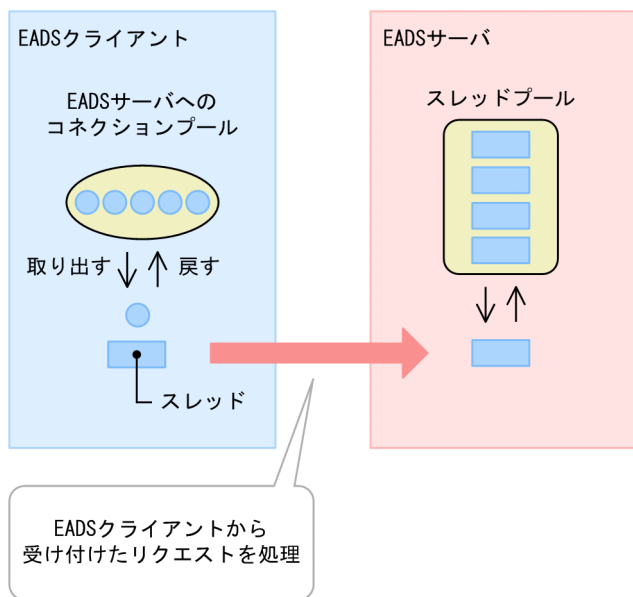 EADSクライアント
EADSサーバへの
コネクションプール
取り出す
戻す
スレッド
EADSサーバ
スレッドプール
EADSクライアントから
受け付けたリクエストを処理